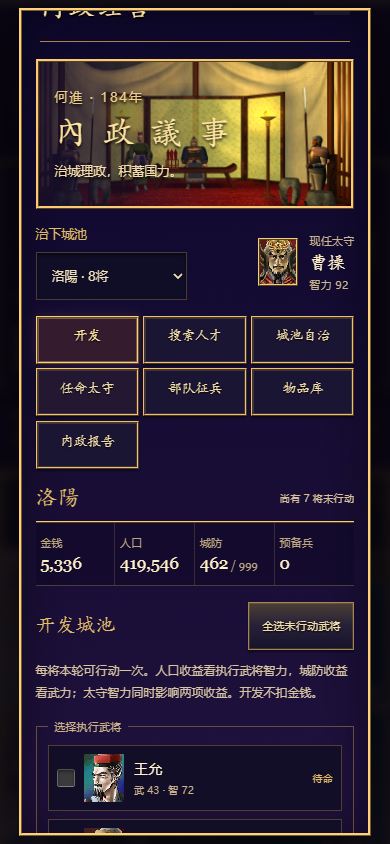 何進 · 184年
內政議事
治城理政，积蓄国力。
治下城池
洛陽 · 8将
现任太守
曹操
智力 92
开发
搜索人才
城池自治
任命太守
部队征兵
物品库
内政报告
洛陽
尚有 7 将未行动
金钱
5,336
人口
419,546
城防
462 / 999
预备兵
0
开发城池
全选未行动武将
每将本轮可行动一次。人口收益看执行武将智力，城防收益
看武力；太守智力同时影响两项收益。开发不扣金钱。
选择执行武将
王允
武 43 · 智 72
待命